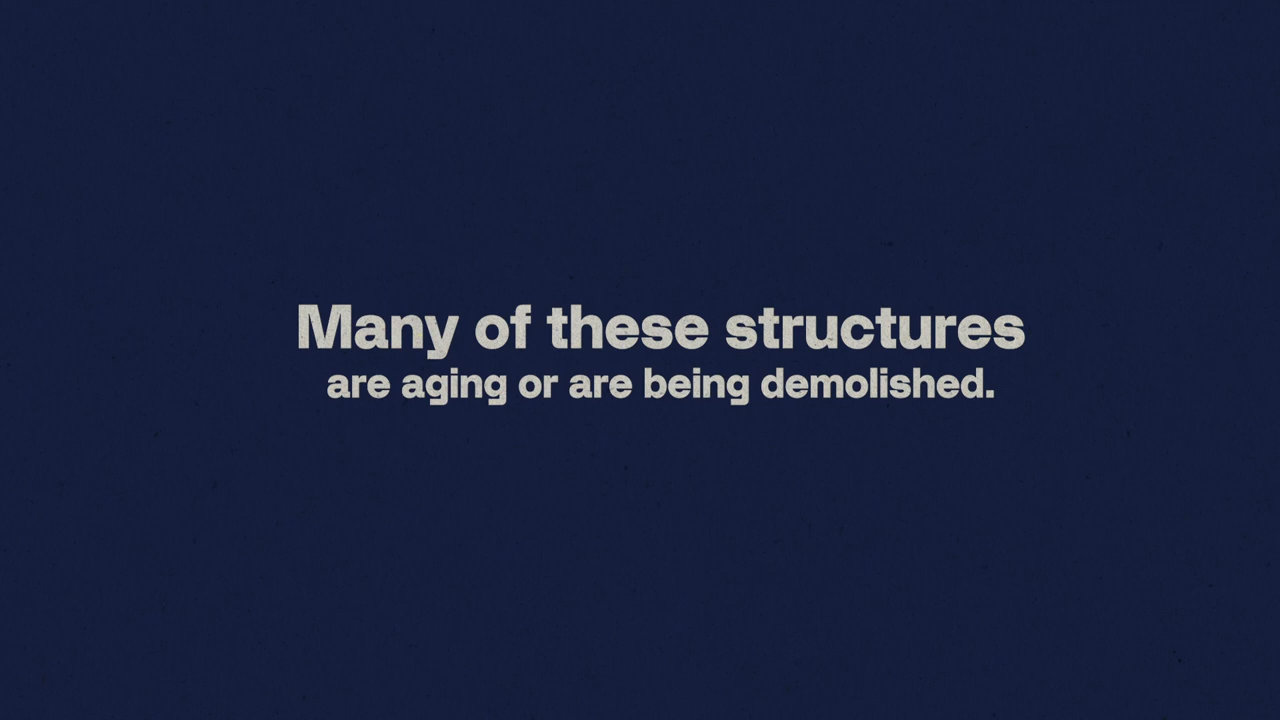 Many of these structures
are aging or are being demolished.